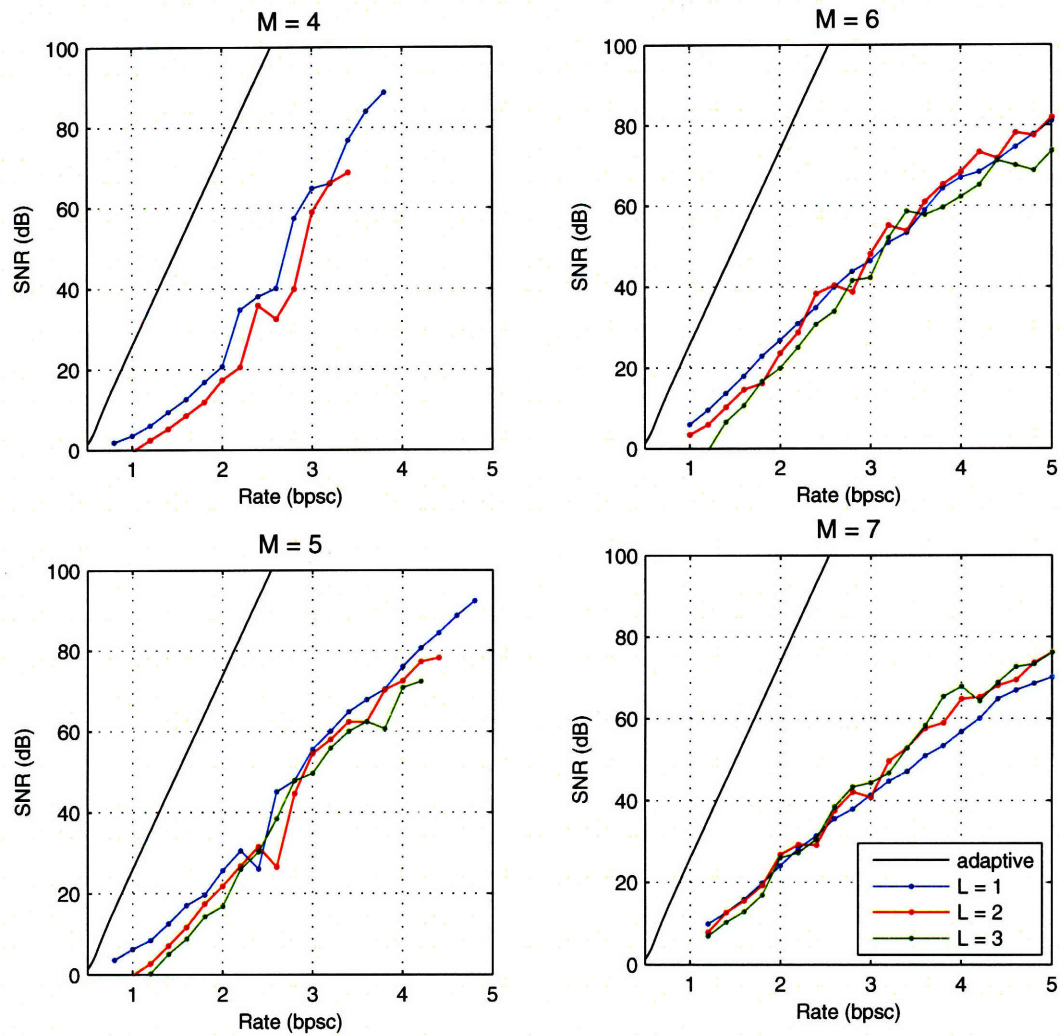 M = 4
100
80
60
40
20
0
SNR (dB)
1 2 3 4 5
Rate (bpsc)
M = 6
100
80
60
40
20
0
SNR (dB)
1 2 3 4 5
Rate (bpsc)
M = 5
100
80
60
40
20
0
SNR (dB)
1 2 3 4 5
Rate (bpsc)
M = 7
100
80
60
40
20
0
SNR (dB)
1 2 3 4 5
Rate (bpsc)
adaptive
L = 1
L = 2
L = 3